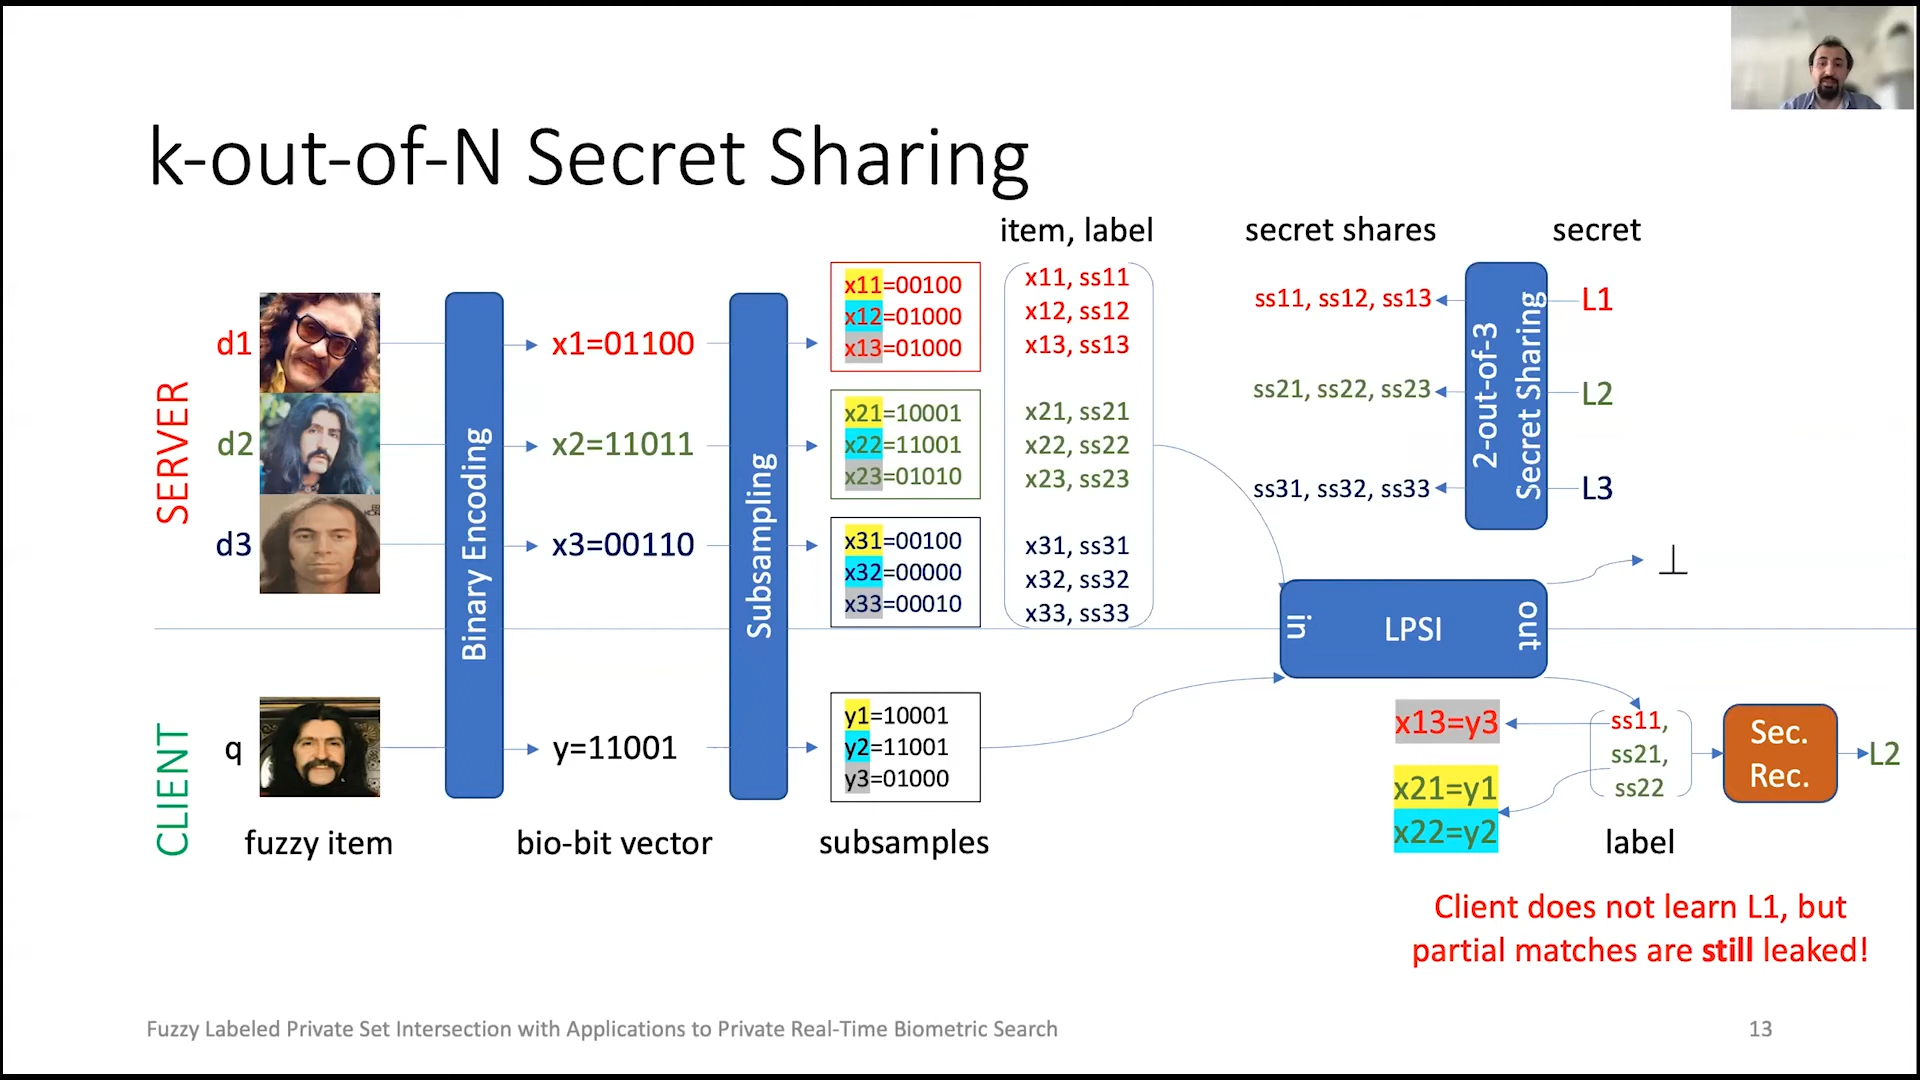 k-out-of-N Secret Sharing
item, label
secret shares
secret
SERVER
d1
d2
d3
Binary Encoding
x1=01100
x2=11011
x3=00110
Subsampling
x11=00100
x12=01000
x13=01000
x21=10001
x22=11001
x23=01010
x31=00100
x32=00000
x33=00010
x11, ss11
x12, ss12
x13, ss13
x21, ss21
x22, ss22
x23, ss23
x31, ss31
x32, ss32
x33, ss33
ss11, ss12, ss13
ss21, ss22, ss23
ss31, ss32, ss33
2-out-of-3
Secret Sharing
L1
L2
L3
⊥
in
LPSI
out
CLIENT
q
y=11001
y1=10001
y2=11001
y3=01000
x13=y3
x21=y1
x22=y2
ss11,
ss21,
ss22
Sec.
Rec.
L2
fuzzy item
bio-bit vector
subsamples
label
Client does not learn L1, but
partial matches are still leaked!
Fuzzy Labeled Private Set Intersection with Applications to Private Real-Time Biometric Search
13